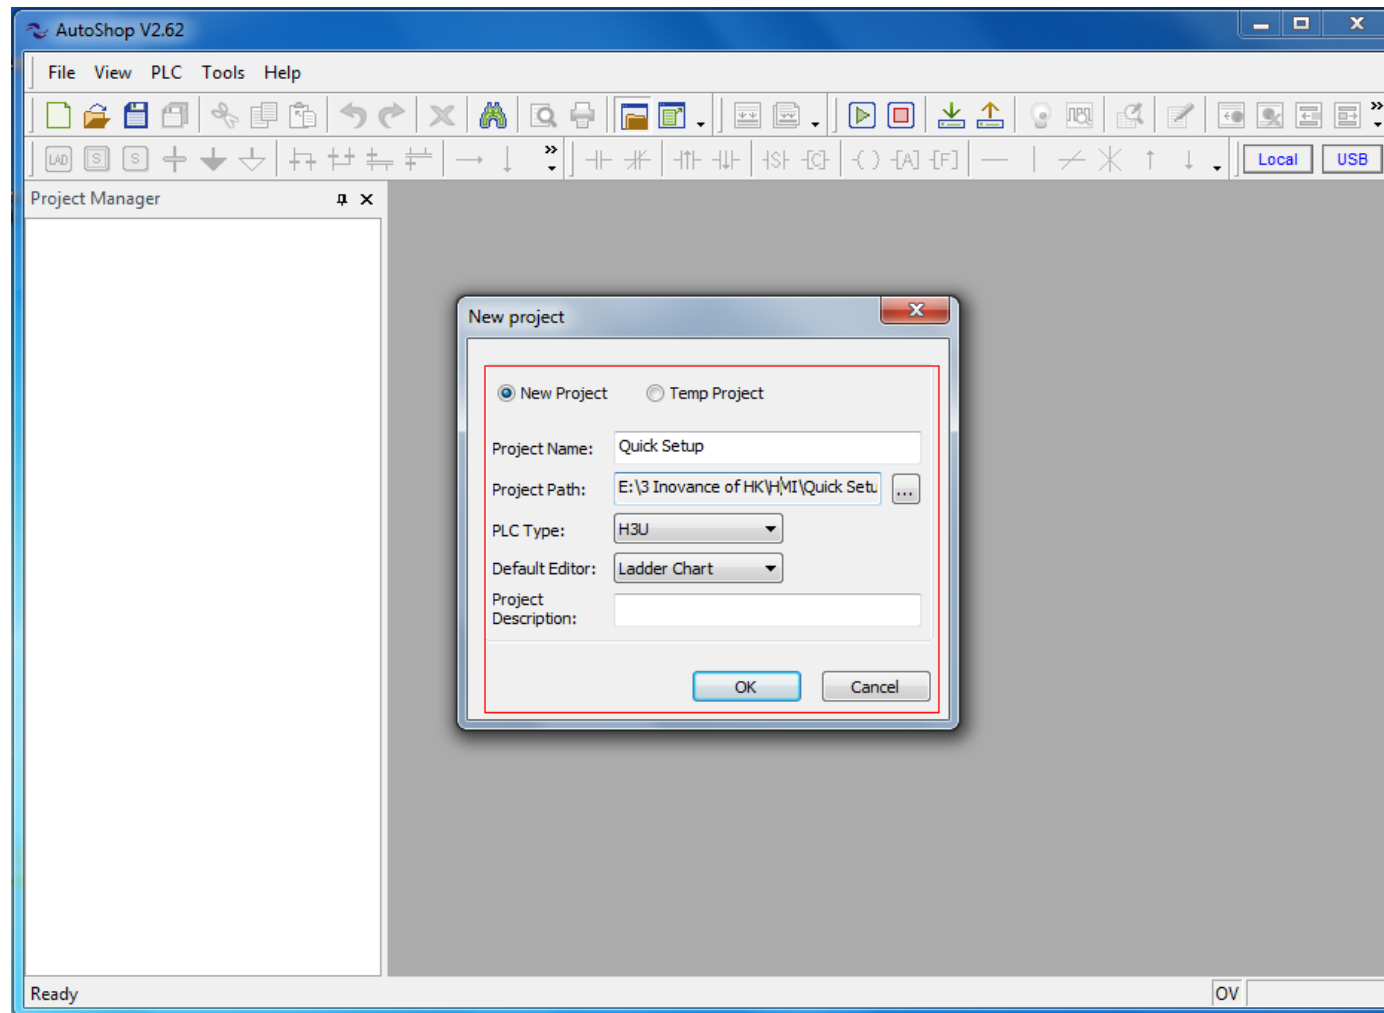 AutoShop V2.62
File View PLC Tools Help
LAD S S
S C ( ) A F Local USB
Project Manager
New project
New Project Temp Project
Project Name: Quick Setup
Project Path: E:\3 Inovance of HK\HMI\Quick Setu ...
PLC Type: H3U
Default Editor: Ladder Chart
Project
Description:
OK Cancel
Ready OV